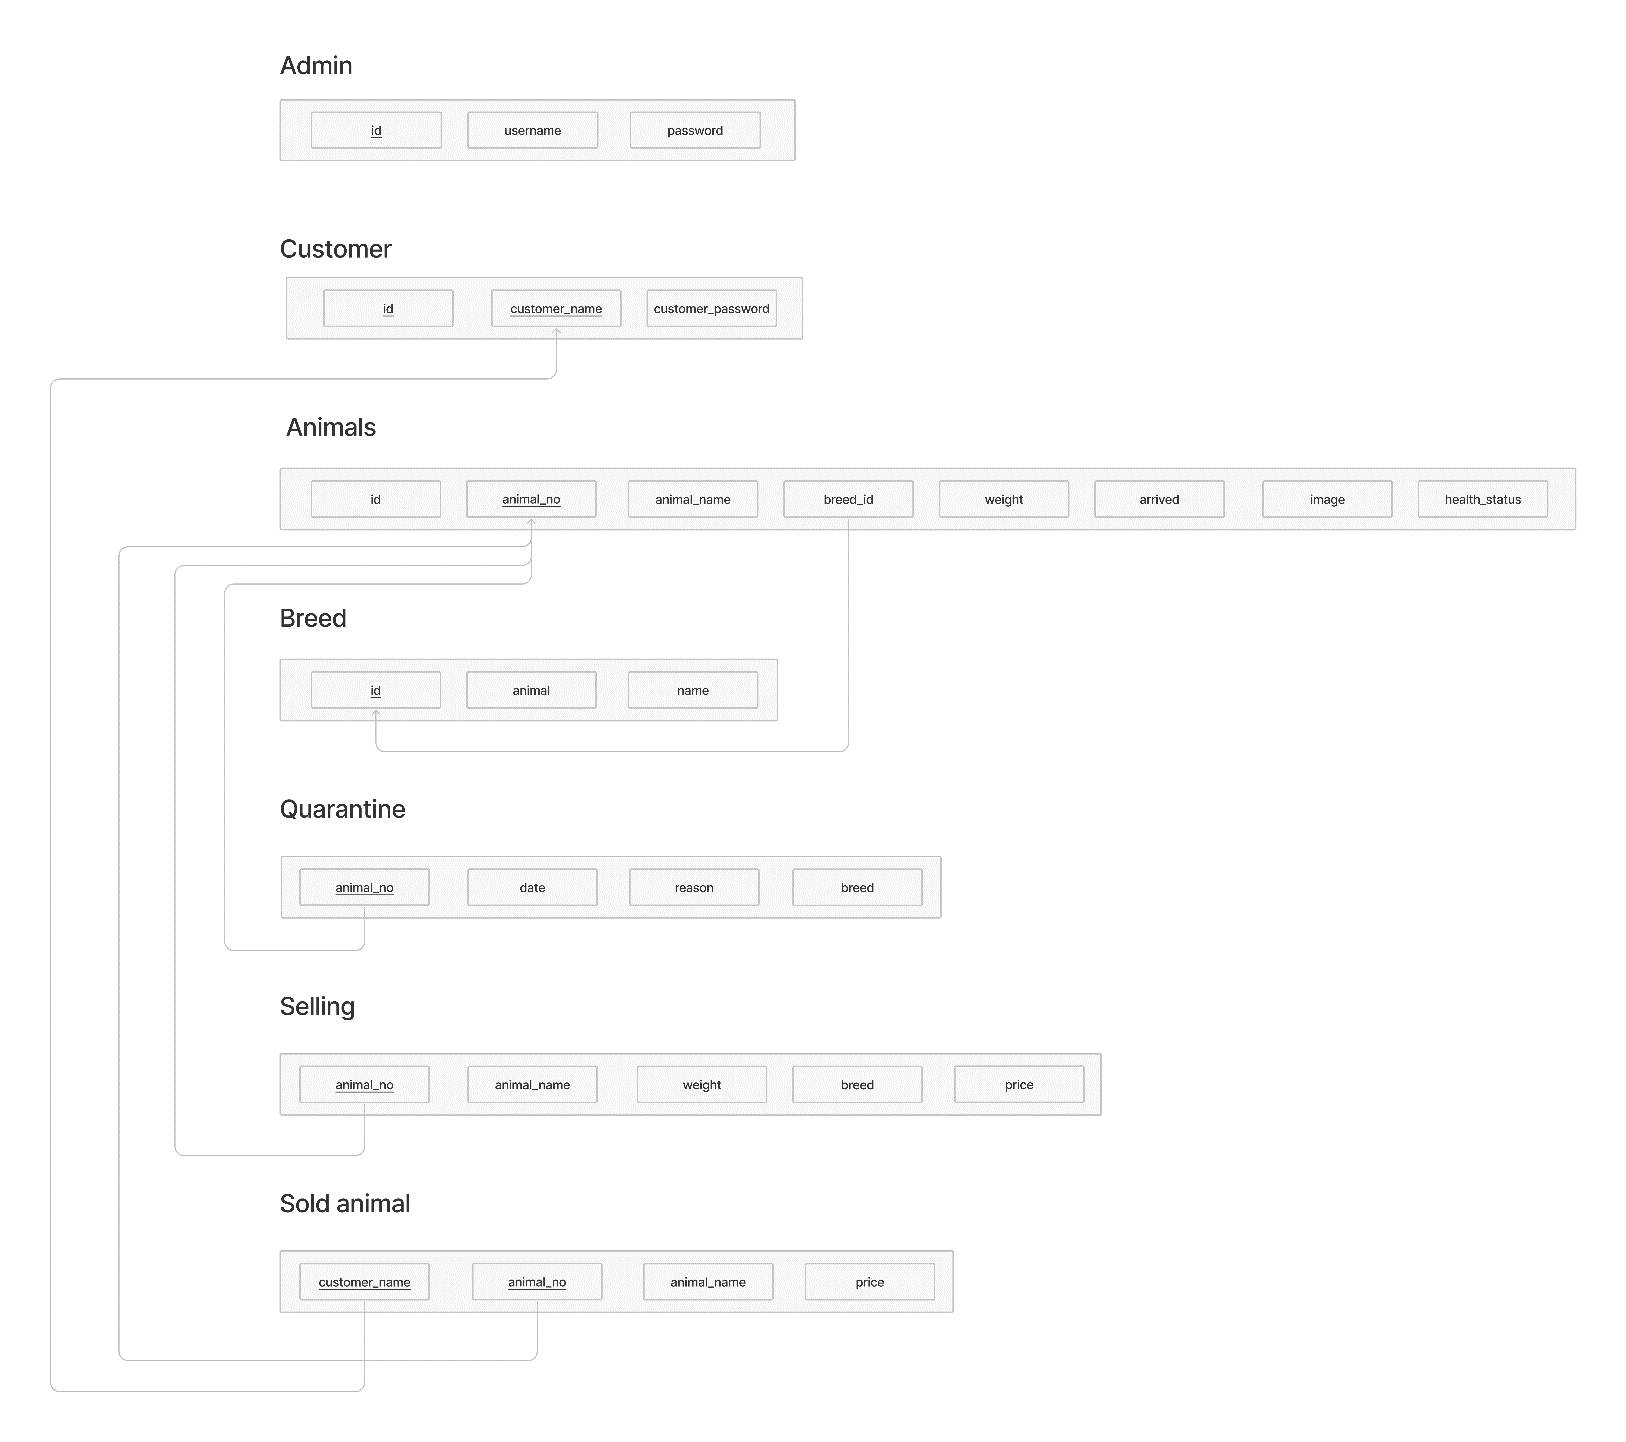 Admin
id username password
Customer
id customer_name customer_password
Animals
id animal_no animal_name breed_id weight arrived image health_status
Breed
id animal name
Quarantine
animal_no date reason breed
Selling
animal_no animal_name weight breed price
Sold animal
customer_name animal_no animal_name price